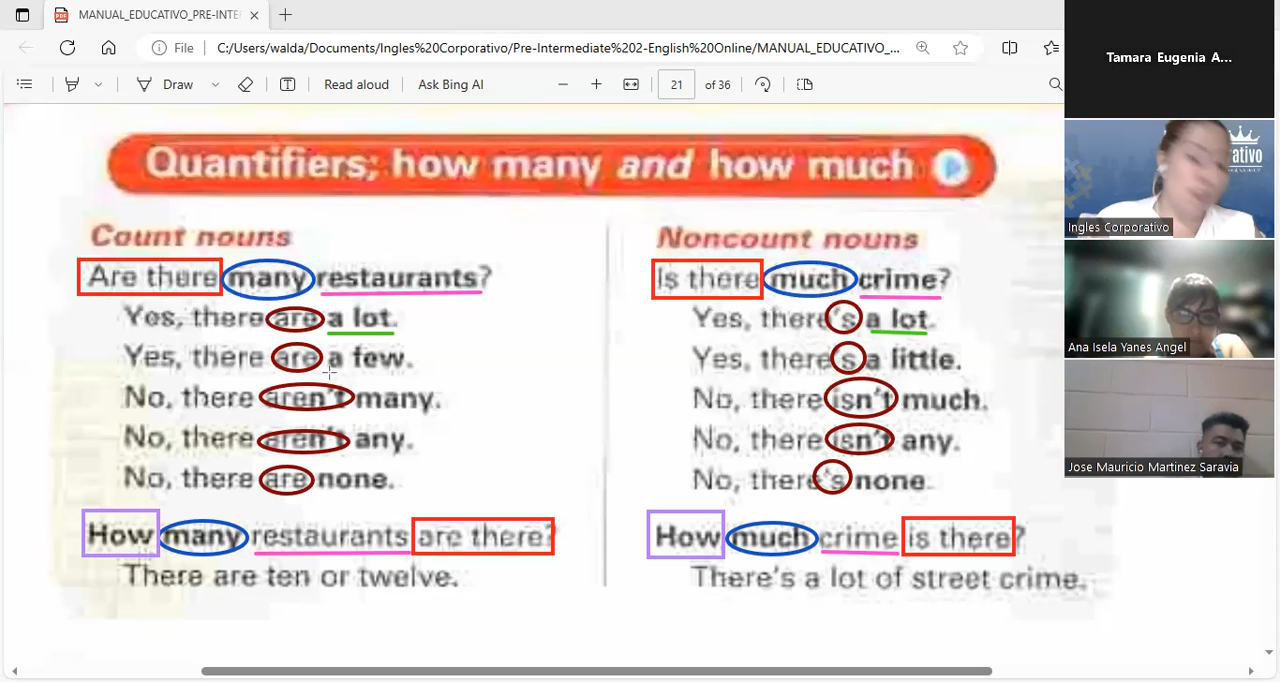 MANUAL_EDUCATIVO_PRE-INTE
File
C:/Users/walda/Documents/Ingles%20Corporativo/Pre-Intermediate%202-English%20Online/MANUAL_EDUCATIVO_...
Draw
Read aloud
Ask Bing AI
21
of 36
Quantifiers; how many and how much
Count nouns
Are there many restaurants?
Yes, there are a lot.
Yes, there are a few.
No, there aren't many.
No, there aren't any.
No, there are none.
How many restaurants are there?
There are ten or twelve.
Noncount nouns
Is there much crime?
Yes, there's a lot.
Yes, there's a little.
No, there isn't much.
No, there isn't any.
No, there's none.
How much crime is there?
There's a lot of street crime.
Tamara Eugenia A...
ativo
Ingles Corporativo
Ana Isela Yanes Angel
Jose Mauricio Martinez Saravia